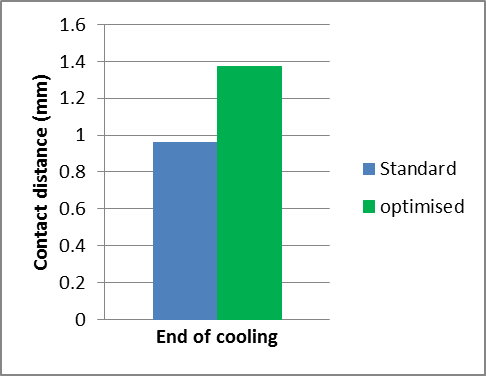 1.6
1.4
1.2
1
0.8
0.6
0.4
0.2
0
Contact distance (mm)
End of cooling
Standard
optimised